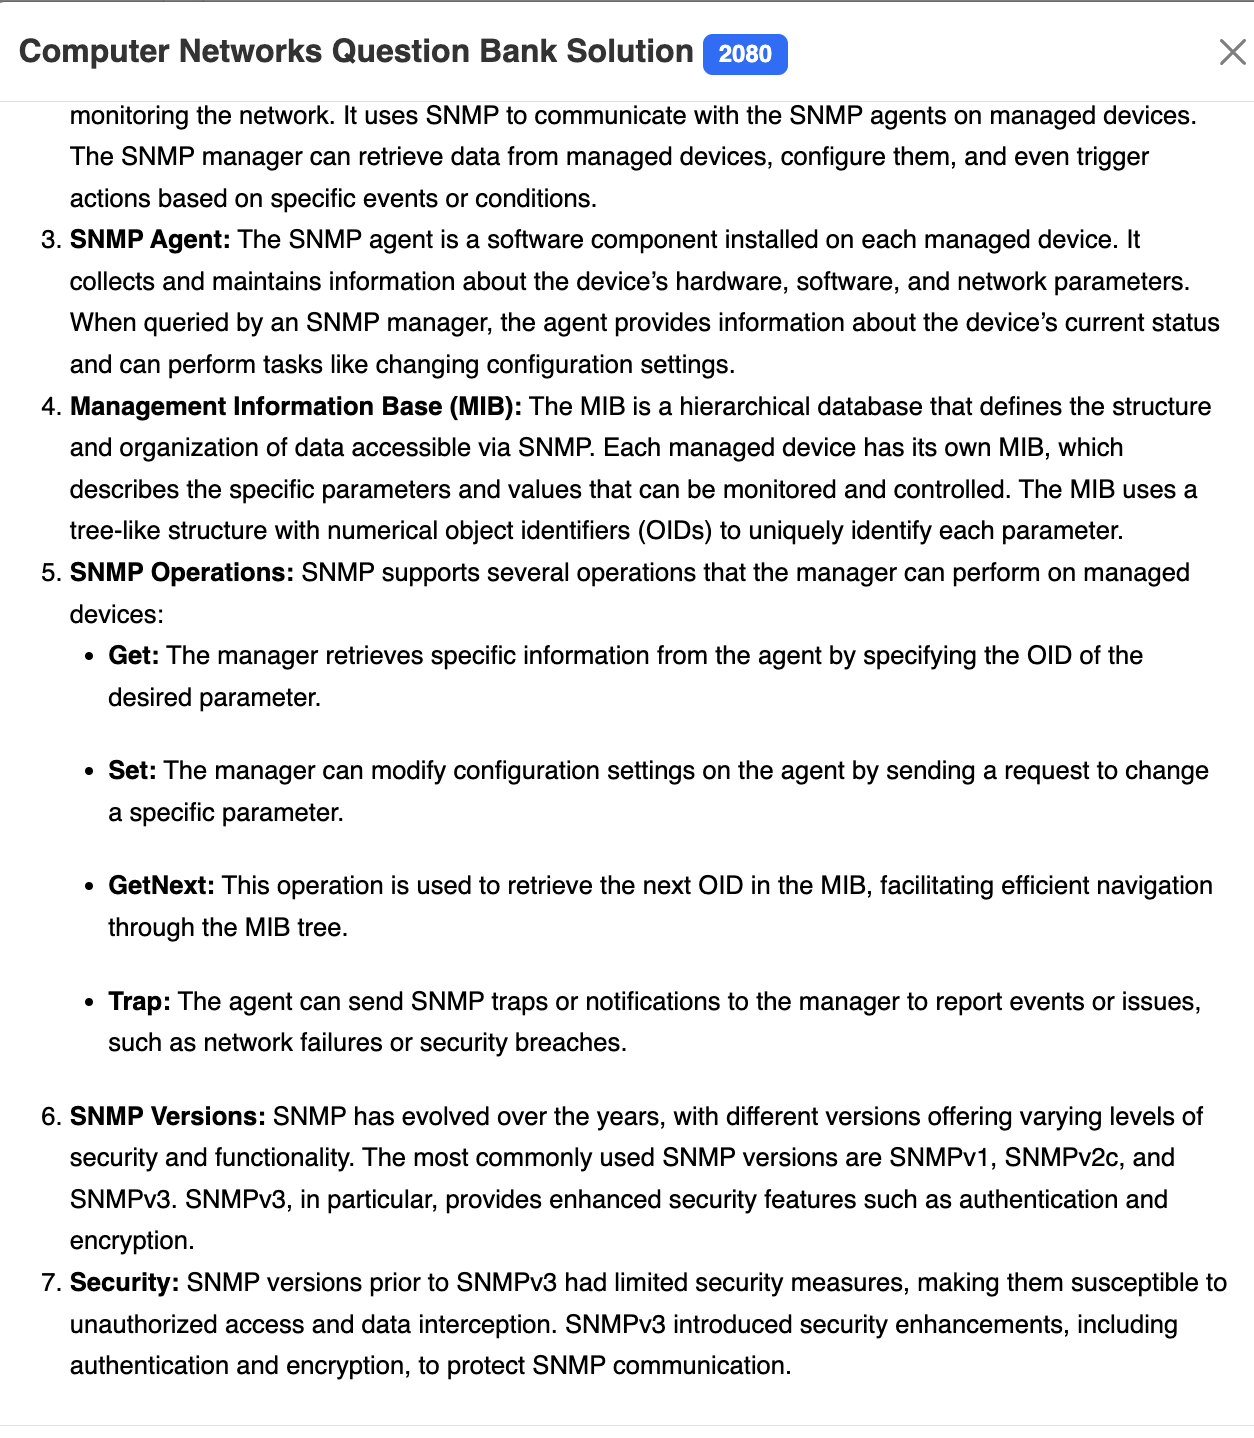 Computer Networks Question Bank Solution 2080
monitoring the network. It uses SNMP to communicate with the SNMP agents on managed devices.
The SNMP manager can retrieve data from managed devices, configure them, and even trigger
actions based on specific events or conditions.
3. SNMP Agent: The SNMP agent is a software component installed on each managed device. It
collects and maintains information about the device’s hardware, software, and network parameters.
When queried by an SNMP manager, the agent provides information about the device’s current status
and can perform tasks like changing configuration settings.
4. Management Information Base (MIB): The MIB is a hierarchical database that defines the structure
and organization of data accessible via SNMP. Each managed device has its own MIB, which
describes the specific parameters and values that can be monitored and controlled. The MIB uses a
tree-like structure with numerical object identifiers (OIDs) to uniquely identify each parameter.
5. SNMP Operations: SNMP supports several operations that the manager can perform on managed
devices:
• Get: The manager retrieves specific information from the agent by specifying the OID of the
desired parameter.
• Set: The manager can modify configuration settings on the agent by sending a request to change
a specific parameter.
• GetNext: This operation is used to retrieve the next OID in the MIB, facilitating efficient navigation
through the MIB tree.
• Trap: The agent can send SNMP traps or notifications to the manager to report events or issues,
such as network failures or security breaches.
6. SNMP Versions: SNMP has evolved over the years, with different versions offering varying levels of
security and functionality. The most commonly used SNMP versions are SNMPv1, SNMPv2c, and
SNMPv3. SNMPv3, in particular, provides enhanced security features such as authentication and
encryption.
7. Security: SNMP versions prior to SNMPv3 had limited security measures, making them susceptible to
unauthorized access and data interception. SNMPv3 introduced security enhancements, including
authentication and encryption, to protect SNMP communication.